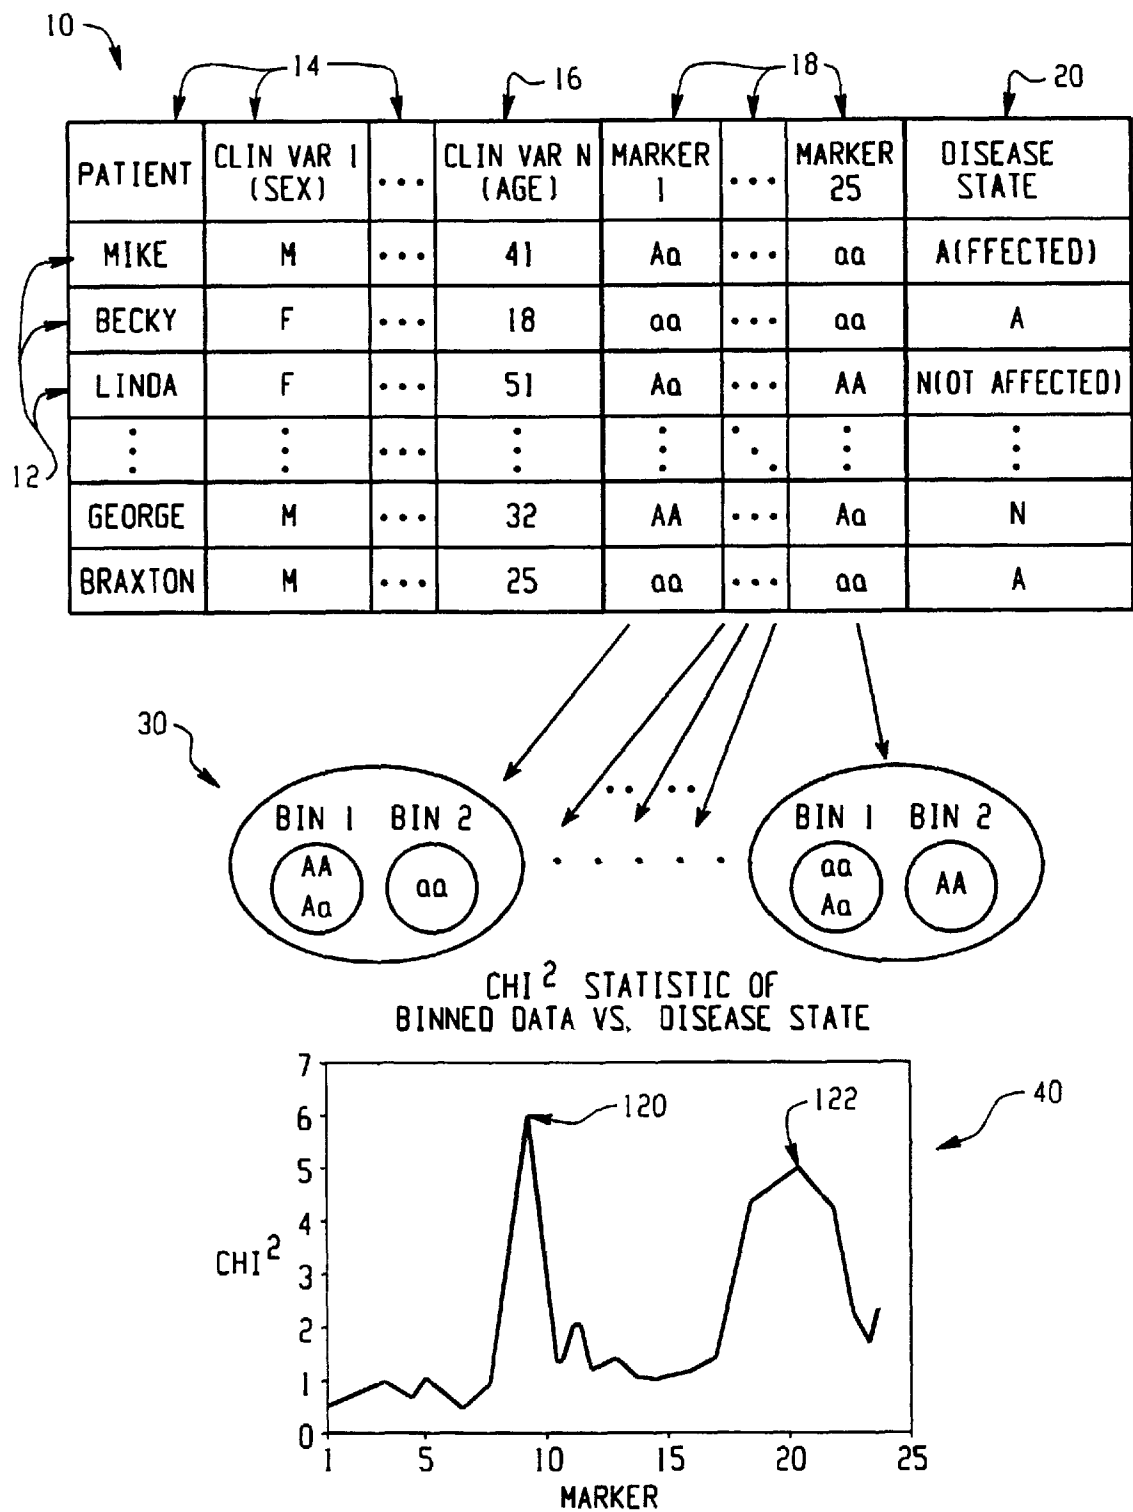 10
14
16
18
20
PATIENT CLIN VAR 1 (SEX) ... CLIN VAR N (AGE) MARKER 1 ... MARKER 25 DISEASE STATE
MIKE M ... 41 Aa ... aa A(FFECTED)
BECKY F ... 18 aa ... aa A
LINDA F ... 51 Aa ... AA N(OT AFFECTED)
12
GEORGE M ... 32 AA ... Aa N
BRAXTON M ... 25 aa ... aa A
30
BIN 1 BIN 2
AA
Aa
aa
BIN 1 BIN 2
aa
Aa
AA
CHI² STATISTIC OF
BINNED DATA VS. DISEASE STATE
7
6
5
4
3
2
1
0
CHI²
120
122
40
1 5 10 15 20 25
MARKER